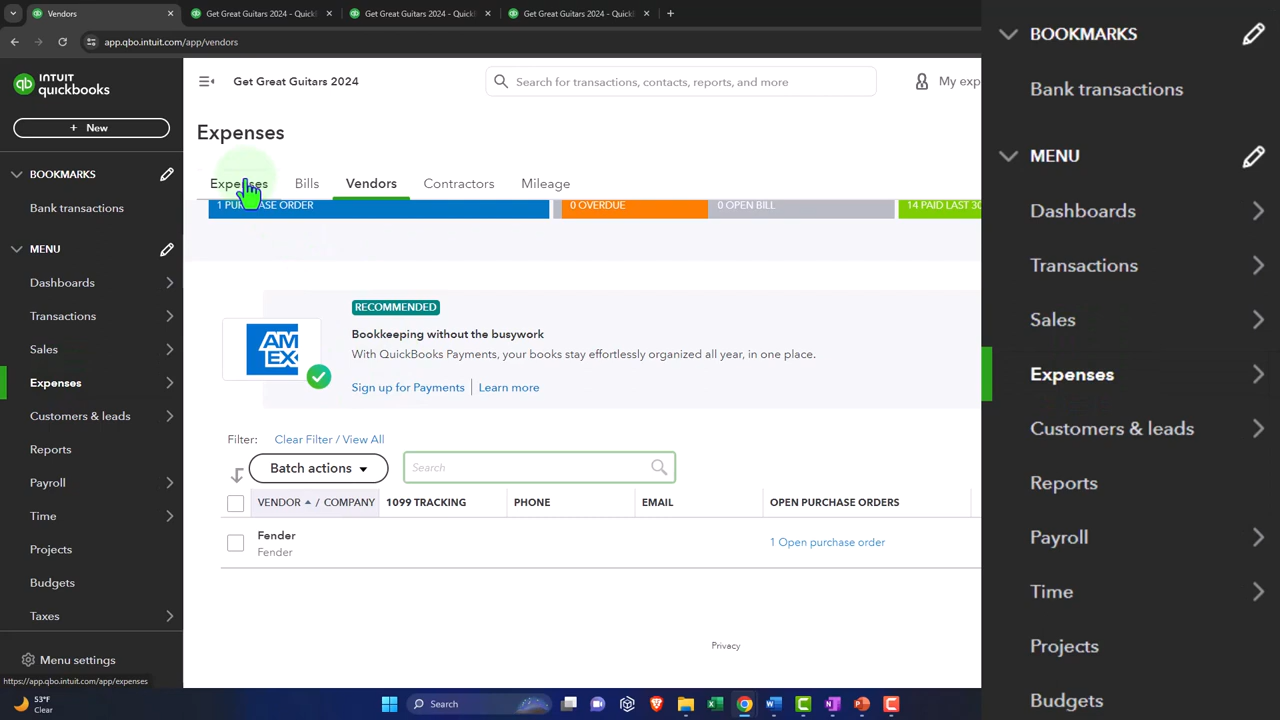 Vendors
Get Great Guitars 2024 - Quick
Get Great Guitars 2024 - Quick
Get Great Guitars 2024 - Quick
app.qbo.intuit.com/app/vendors
INTUIT
quickbooks
Get Great Guitars 2024
Search for transactions, contacts, reports, and more
My exp
+ New
Expenses
BOOKMARKS
Bank transactions
Expenses
Bills
Vendors
Contractors
Mileage
1 PURCHASE ORDER
0 OVERDUE
0 OPEN BILL
14 PAID LAST 30
MENU
Dashboards
Transactions
Sales
Expenses
Customers & leads
Reports
Payroll
Time
Projects
Budgets
Taxes
Menu settings
AM
EX
RECOMMENDED
Bookkeeping without the busywork
With QuickBooks Payments, your books stay effortlessly organized all year, in one place.
Sign up for Payments
Learn more
Filter:
Clear Filter / View All
Batch actions
Search
VENDOR / COMPANY
1099 TRACKING
PHONE
EMAIL
OPEN PURCHASE ORDERS
Fender
Fender
1 Open purchase order
Privacy
https://app.qbo.intuit.com/app/expenses
53°F
Clear
Search
BOOKMARKS
Bank transactions
MENU
Dashboards
Transactions
Sales
Expenses
Customers & leads
Reports
Payroll
Time
Projects
Budgets